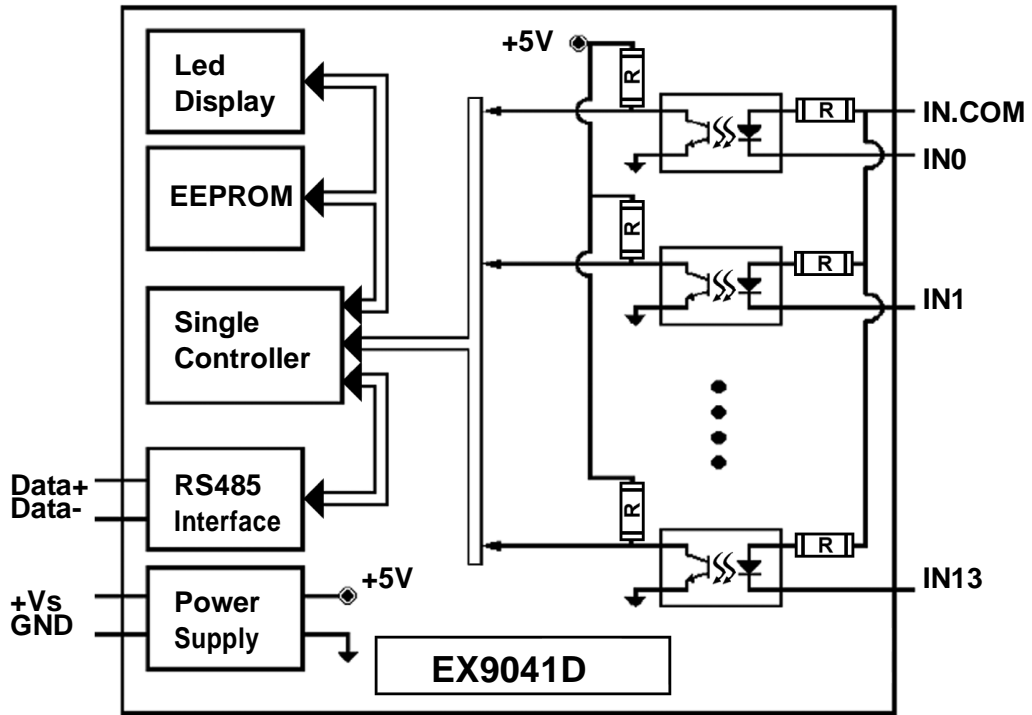 Led
Display
EEPROM
Single
Controller
RS485
Interface
Data+
Data-
Power
Supply
+Vs
GND
+5V
EX9041D
+5V
R
R
IN.COM
IN0
R
R
IN1
R
R
IN13